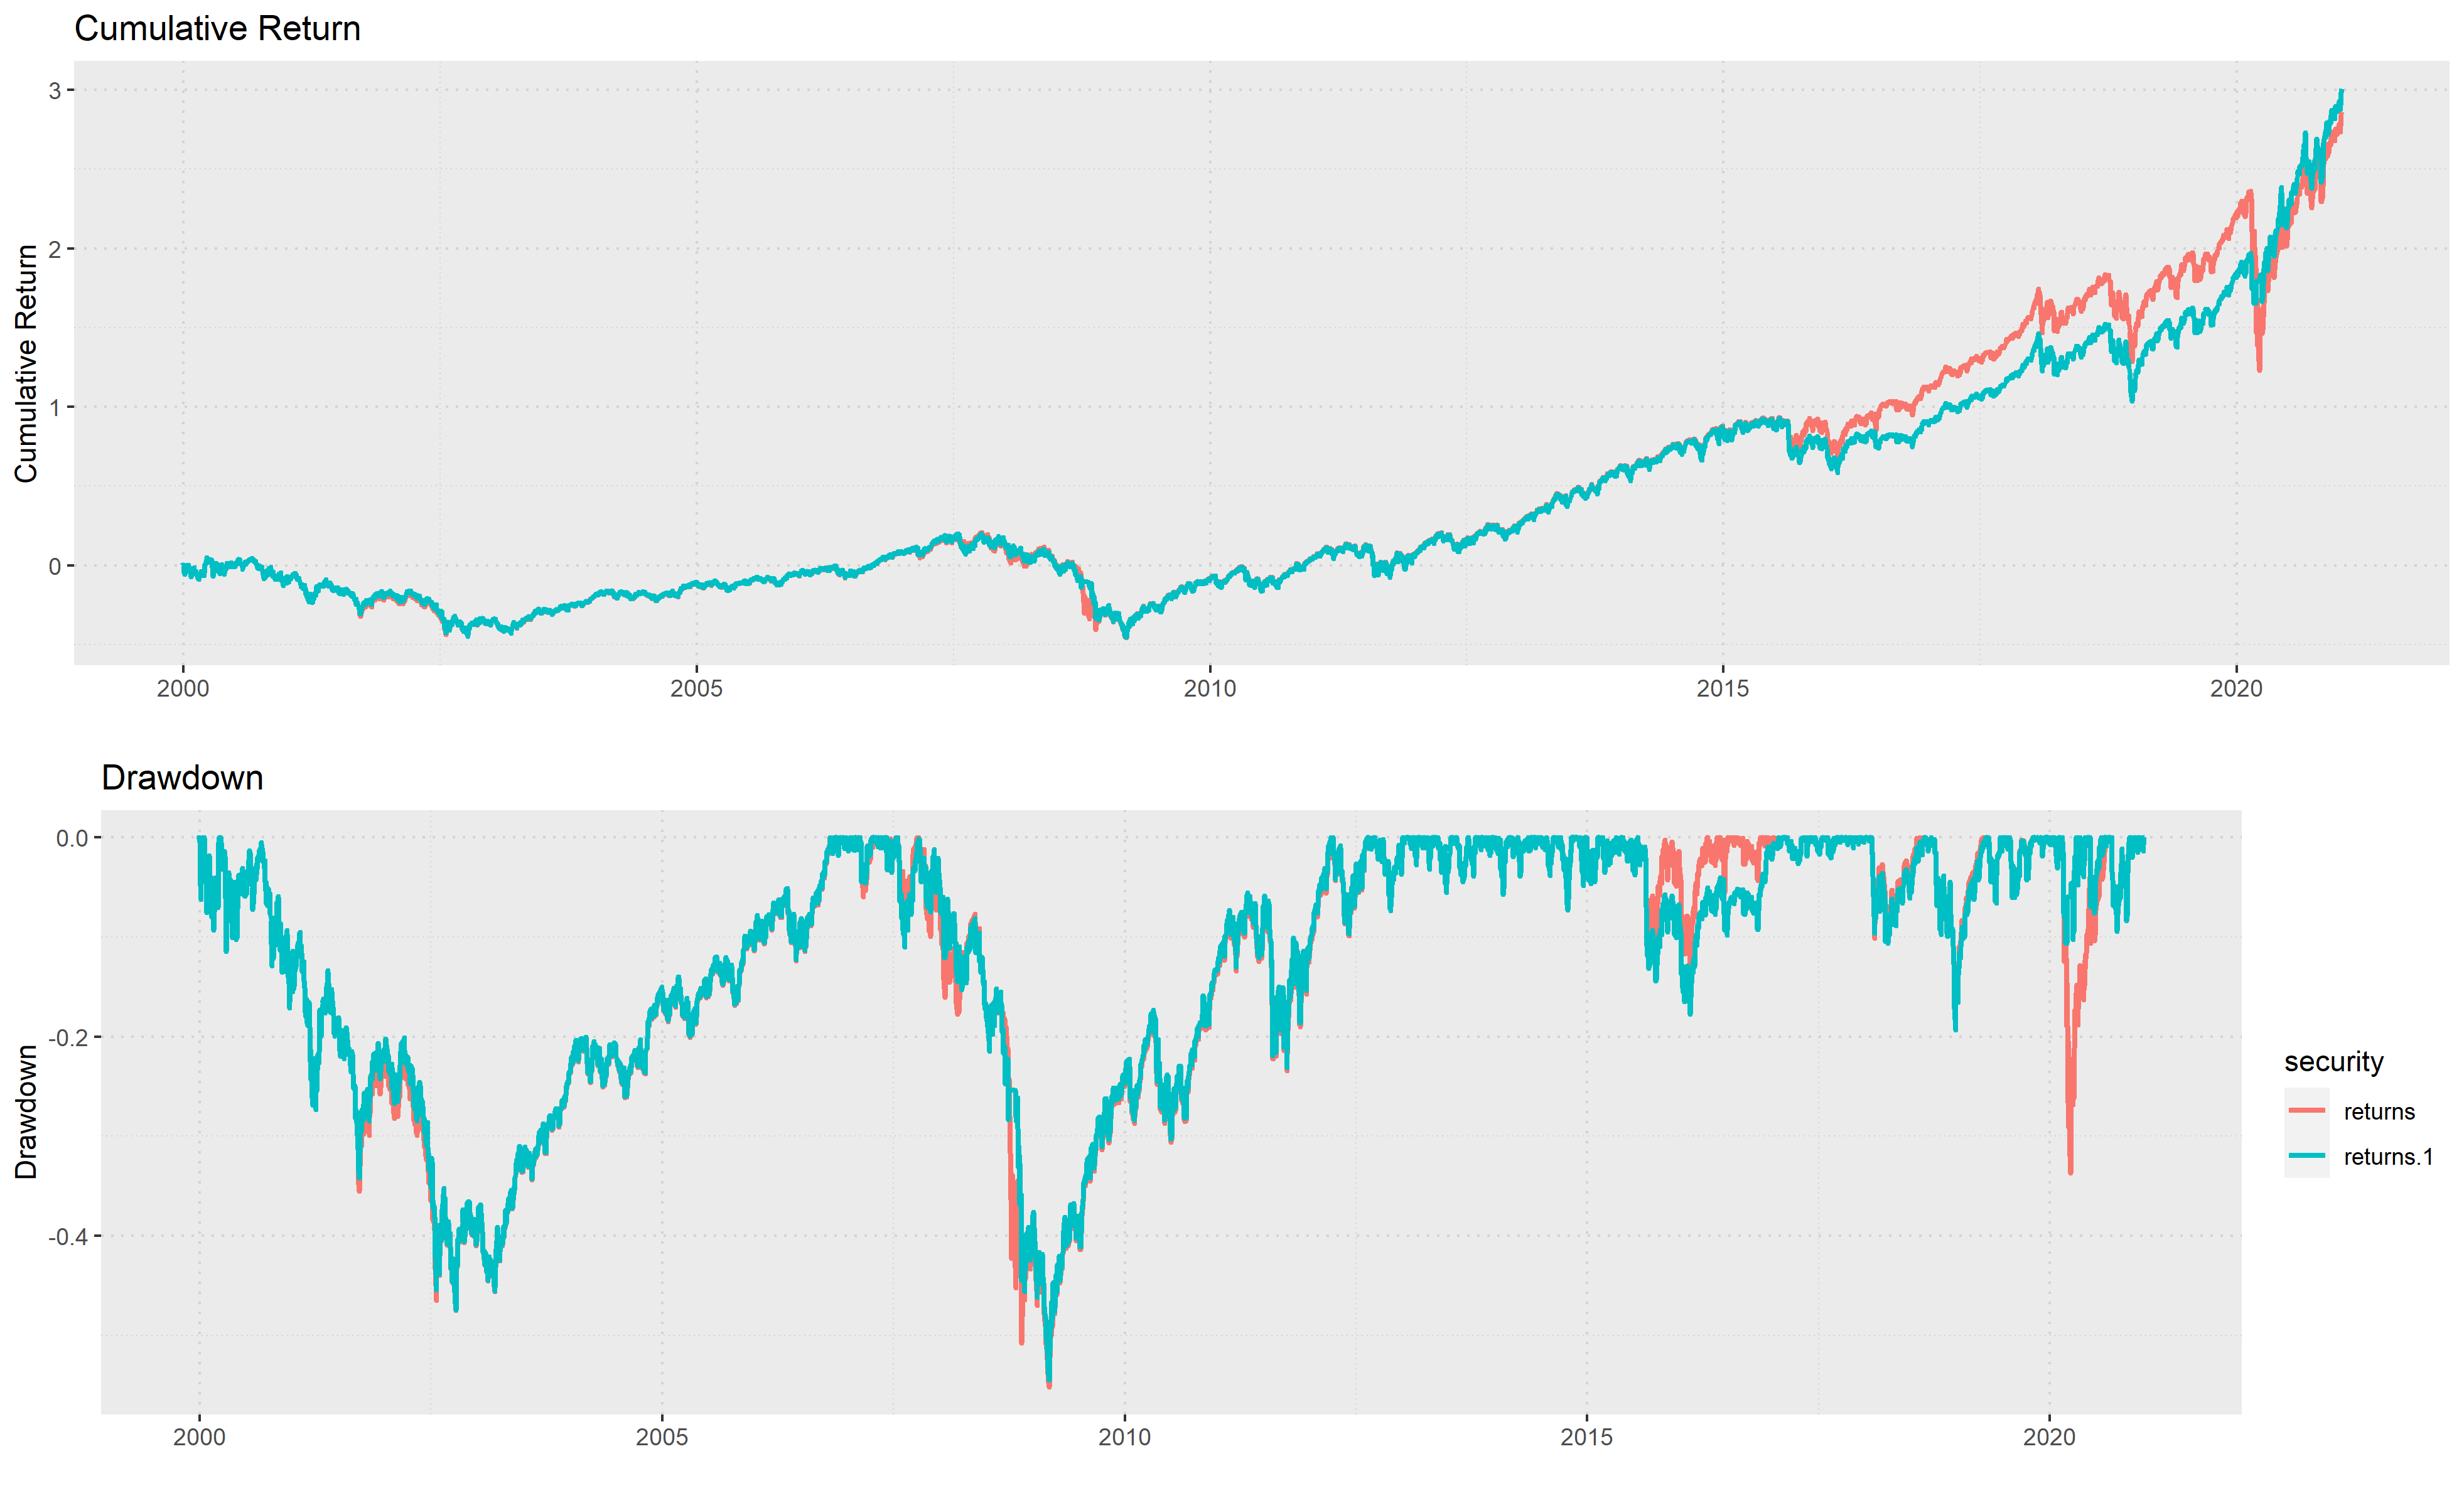 Cumulative Return
Cumulative Return
3
2
1
0
2000 2005 2010 2015 2020
Drawdown
Drawdown
0.0
-0.2
-0.4
2000 2005 2010 2015 2020
security
returns
returns.1